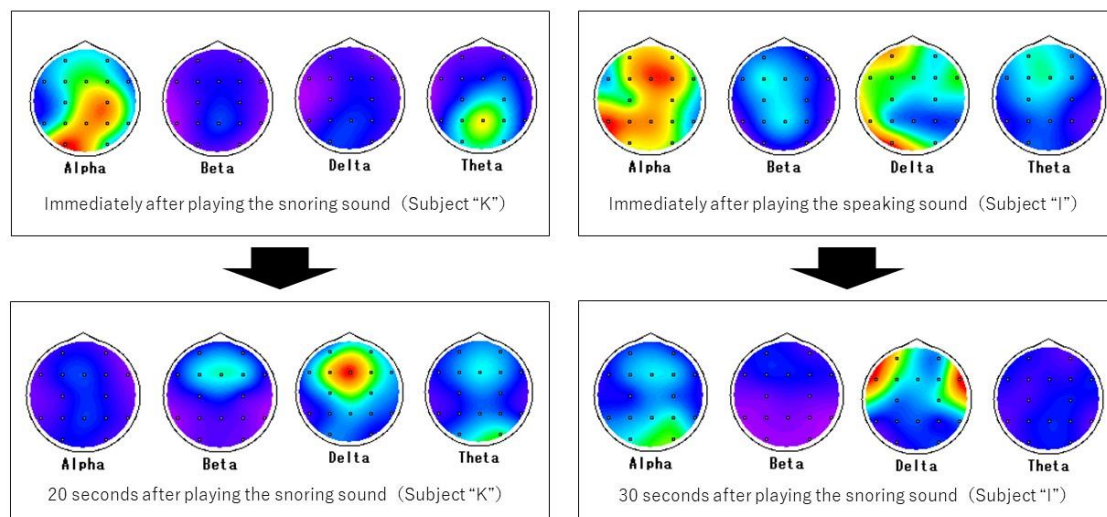 Alpha Beta Delta Theta
Immediately after playing the snoring sound（Subject “K”）
Alpha Beta Delta Theta
Immediately after playing the speaking sound（Subject “I”）
Alpha Beta Delta Theta
20 seconds after playing the snoring sound（Subject “K”）
Alpha Beta Delta Theta
30 seconds after playing the snoring sound（Subject “I”）